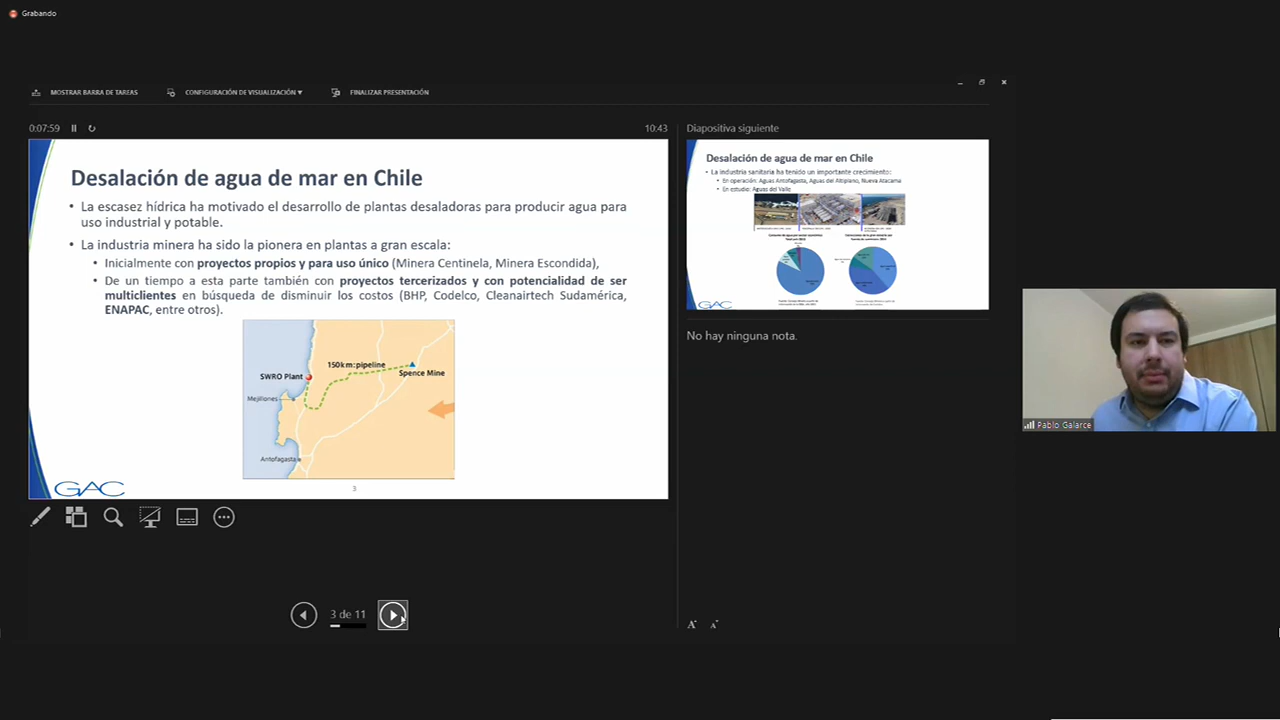 Grabando
MOSTRAR BARRA DE TAREAS
CONFIGURACIÓN DE VISUALIZACIÓN ▾
FINALIZAR PRESENTACIÓN
0:07:59
10:43
Desalación de agua de mar en Chile
• La escasez hídrica ha motivado el desarrollo de plantas desaladoras para producir agua para
uso industrial y potable.
• La industria minera ha sido la pionera en plantas a gran escala:
• Inicialmente con proyectos propios y para uso único (Minera Centinela, Minera Escondida),
• De un tiempo a esta parte también con proyectos tercerizados y con potencialidad de ser
multiclientes en búsqueda de disminuir los costos (BHP, Codelco, Cleanairtech Sudamérica,
ENAPAC, entre otros).
150km:pipeline
SWRO Plant
Spence Mine
Mejillones
Antofagasta
GAC
3
3 de 11
Diapositiva siguiente
Desalación de agua de mar en Chile
• La industria sanitaria ha tenido un importante crecimiento:
• En operación: Aguas Antofagasta, Aguas del Altiplano, Nueva Atacama
• En estudio: Aguas del Valle
GAC
No hay ninguna nota.
A A
Pablo Galarce